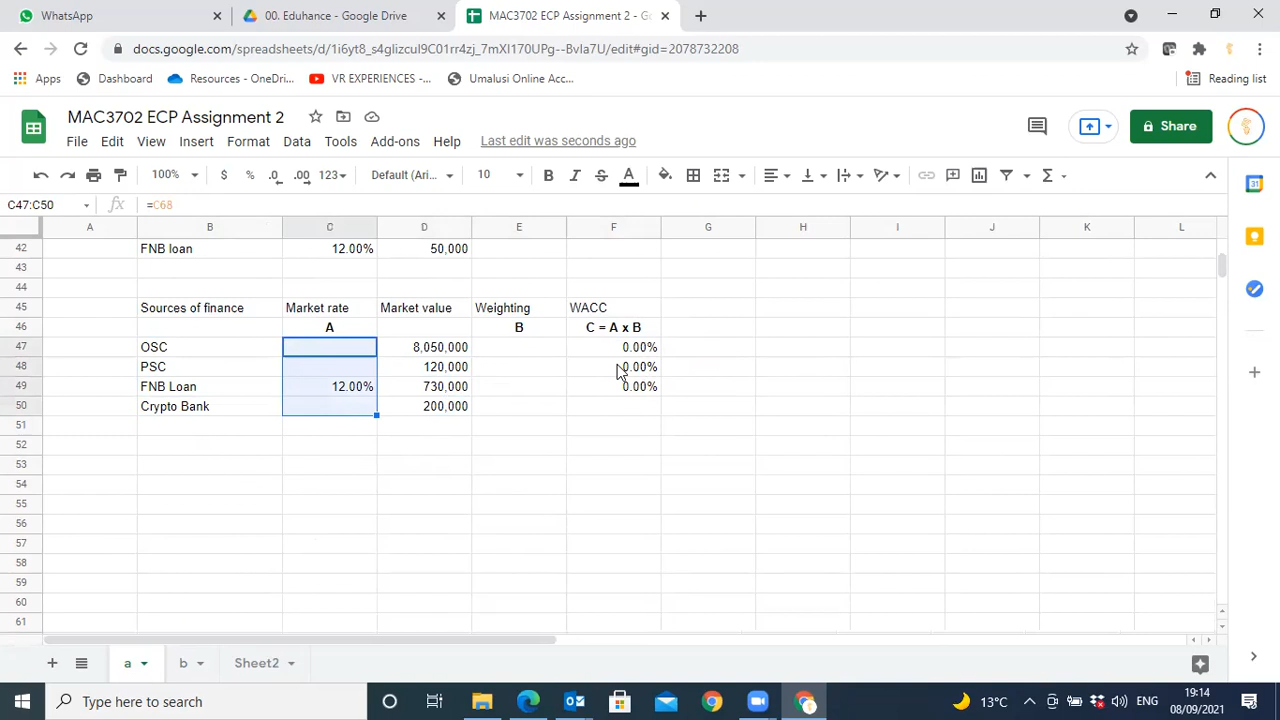 WhatsApp
00. Eduhance - Google Drive
MAC3702 ECP Assignment 2 - Go
docs.google.com/spreadsheets/d/1i6yt8_s4glizcul9C01rr4zj_7mXl170UPg--Bvla7U/edit#gid=2078732208
Apps Dashboard Resources - OneDri... VR EXPERIENCES -... Umalusi Online Acc... Reading list
MAC3702 ECP Assignment 2
File Edit View Insert Format Data Tools Add-ons Help Last edit was seconds ago
Share
100% $ % .0 .00 123 Default (Ari... 10 B I S A
C47:C50 fx =C68
A B C D E F G H I J K L
42 FNB loan 12.00% 50,000
43
44
45 Sources of finance Market rate Market value Weighting WACC
46 A B C = A x B
47 OSC 8,050,000 0.00%
48 PSC 120,000 0.00%
49 FNB Loan 12.00% 730,000 0.00%
50 Crypto Bank 200,000
51
52
53
54
55
56
57
58
59
60
61
a b Sheet2
Type here to search
13°C ENG
19:14
08/09/2021
31